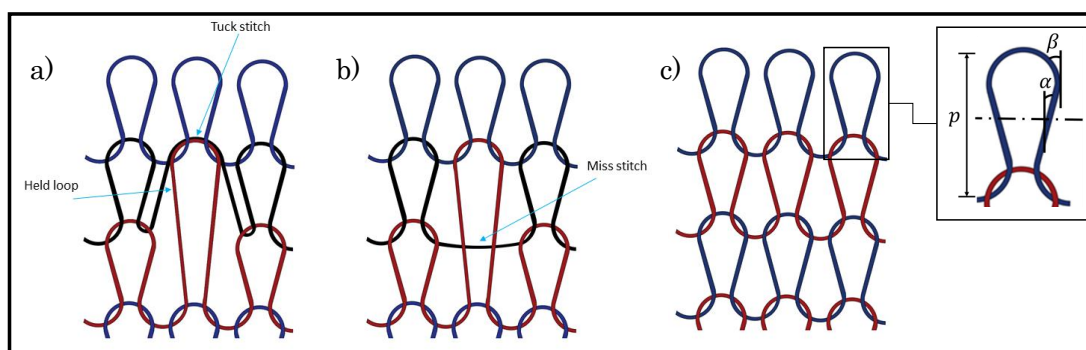 Tuck stitch
a)
Held loop
b)
Miss stitch
c)
β
α
p